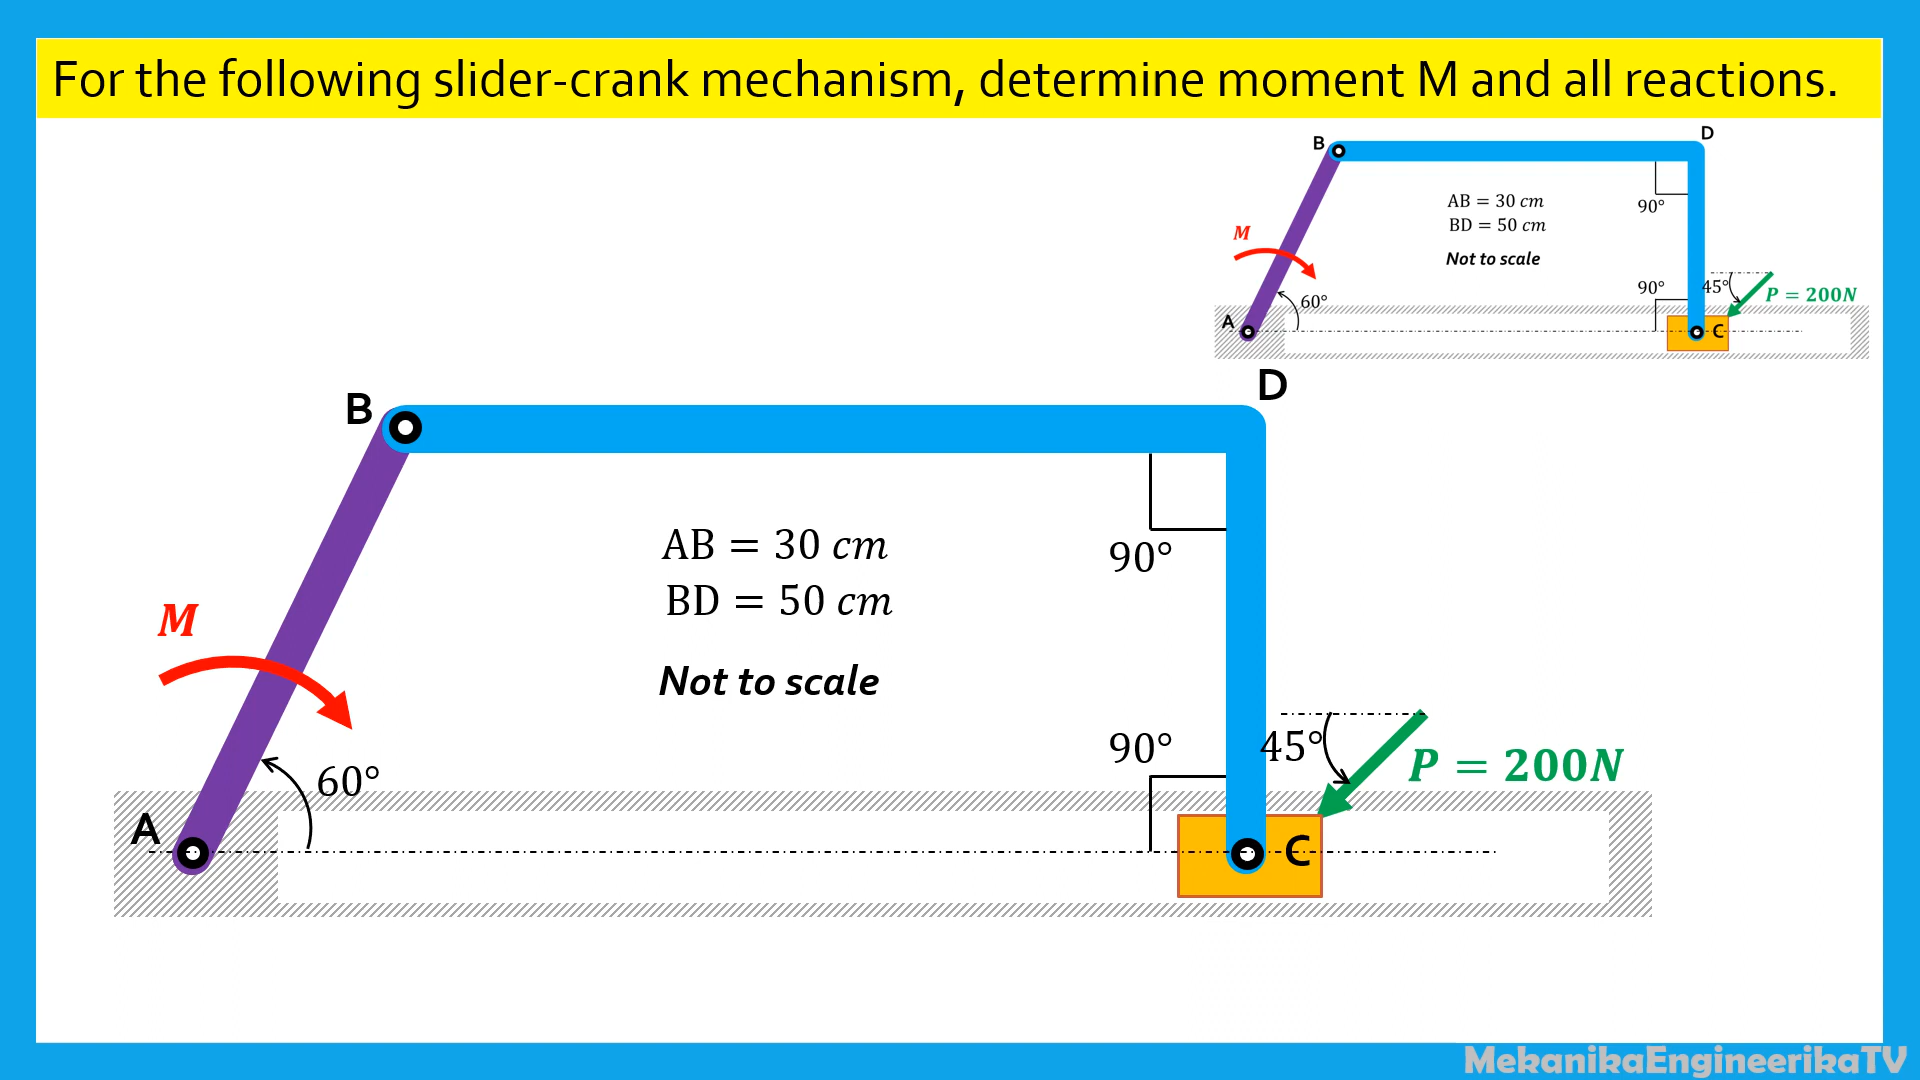 For the following slider-crank mechanism, determine moment M and all reactions.
B
D
AB = 30 cm
BD = 50 cm
Not to scale
90°
M
90°
45°
P = 200N
60°
A
C
B
D
AB = 30 cm
BD = 50 cm
Not to scale
90°
M
90°
45°
P = 200N
60°
A
C
MekanikaEngineerikaTV